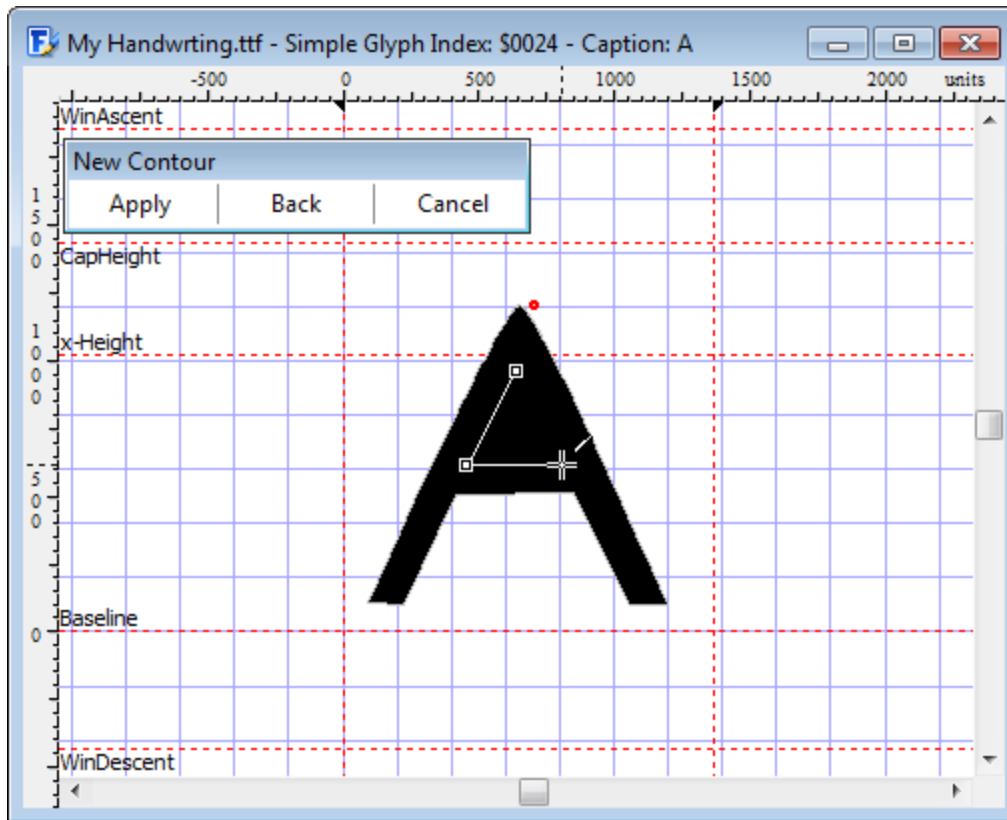 My Handwrting.ttf - Simple Glyph Index: $0024 - Caption: A
-500 0 500 1000 1500 2000 units
WinAscent
New Contour
Apply Back Cancel
1500
CapHeight
1000
x-Height
500
Baseline
0
WinDescent
A